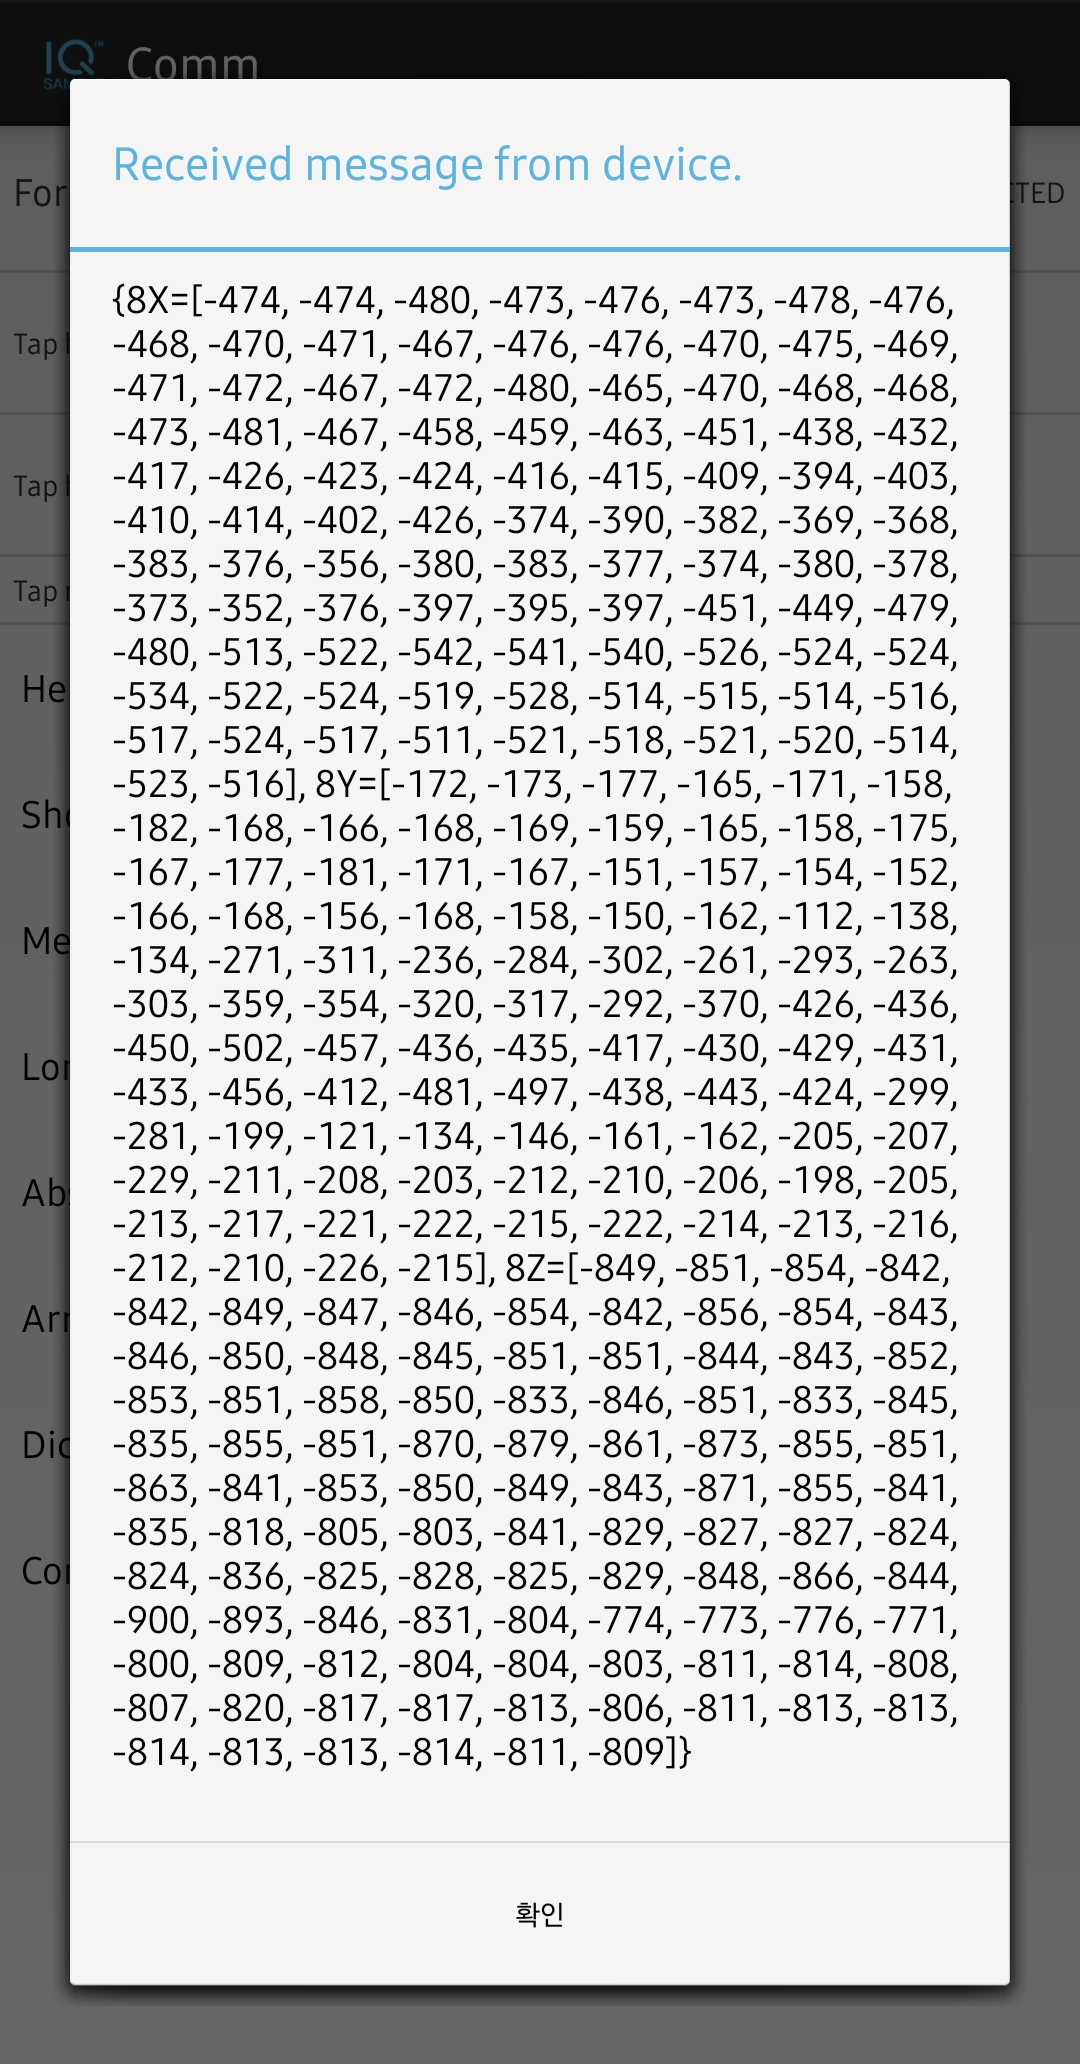 IQ™
Comm
Received message from device.
{8X=[-474, -474, -480, -473, -476, -473, -478, -476,
-468, -470, -471, -467, -476, -476, -470, -475, -469,
-471, -472, -467, -472, -480, -465, -470, -468, -468,
-473, -481, -467, -458, -459, -463, -451, -438, -432,
-417, -426, -423, -424, -416, -415, -409, -394, -403,
-410, -414, -402, -426, -374, -390, -382, -369, -368,
-383, -376, -356, -380, -383, -377, -374, -380, -378,
-373, -352, -376, -397, -395, -397, -451, -449, -479,
-480, -513, -522, -542, -541, -540, -526, -524, -524,
-534, -522, -524, -519, -528, -514, -515, -514, -516,
-517, -524, -517, -511, -521, -518, -521, -520, -514,
-523, -516], 8Y=[-172, -173, -177, -165, -171, -158,
-182, -168, -166, -168, -169, -159, -165, -158, -175,
-167, -177, -181, -171, -167, -151, -157, -154, -152,
-166, -168, -156, -168, -158, -150, -162, -112, -138,
-134, -271, -311, -236, -284, -302, -261, -293, -263,
-303, -359, -354, -320, -317, -292, -370, -426, -436,
-450, -502, -457, -436, -435, -417, -430, -429, -431,
-433, -456, -412, -481, -497, -438, -443, -424, -299,
-281, -199, -121, -134, -146, -161, -162, -205, -207,
-229, -211, -208, -203, -212, -210, -206, -198, -205,
-213, -217, -221, -222, -215, -222, -214, -213, -216,
-212, -210, -226, -215], 8Z=[-849, -851, -854, -842,
-842, -849, -847, -846, -854, -842, -856, -854, -843,
-846, -850, -848, -845, -851, -851, -844, -843, -852,
-853, -851, -858, -850, -833, -846, -851, -833, -845,
-835, -855, -851, -870, -879, -861, -873, -855, -851,
-863, -841, -853, -850, -849, -843, -871, -855, -841,
-835, -818, -805, -803, -841, -829, -827, -827, -824,
-824, -836, -825, -828, -825, -829, -848, -866, -844,
-900, -893, -846, -831, -804, -774, -773, -776, -771,
-800, -809, -812, -804, -804, -803, -811, -814, -808,
-807, -820, -817, -817, -813, -806, -811, -813, -813,
-814, -813, -813, -814, -811, -809]}
확인
For
Tap
Tap
Tap
He
Me
Ab